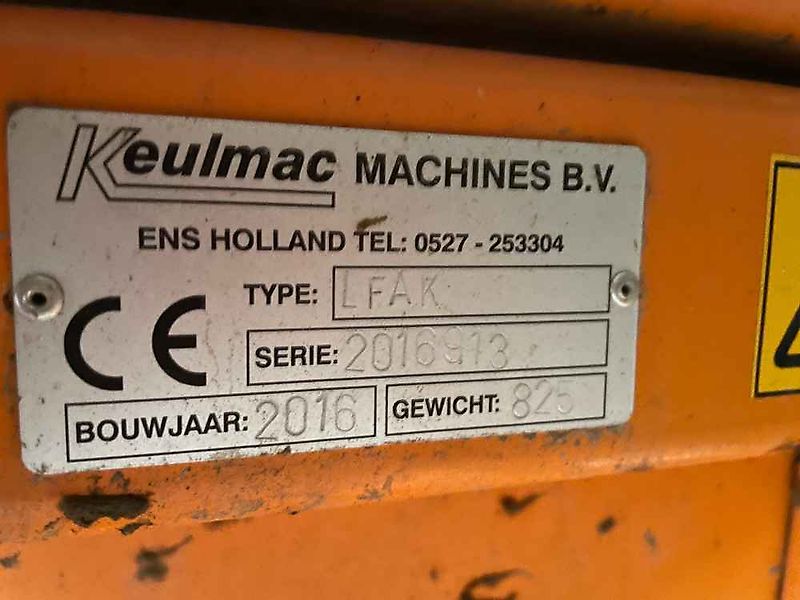 Keulmac MACHINES B.V.
ENS HOLLAND TEL: 0527 - 253304
CE TYPE: LFAK
SERIE: 2016913
BOUWJAAR: 2016 GEWICHT: 825